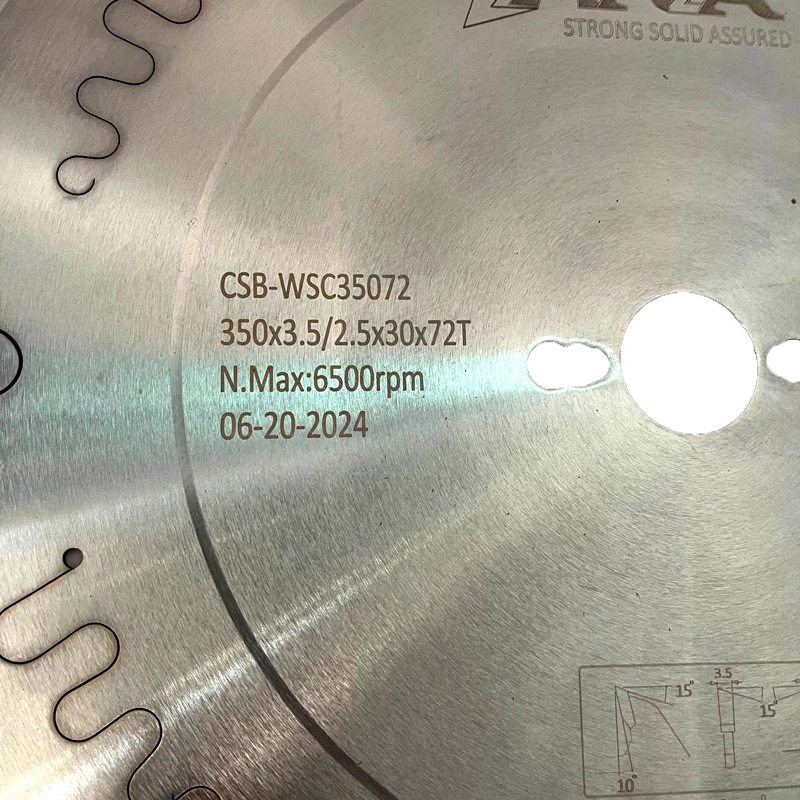 STRONG SOLID ASSURED
CSB-WSC35072
350x3.5/2.5x30x72T
N.Max:6500rpm
06-20-2024
3.5
15°
15°
10°